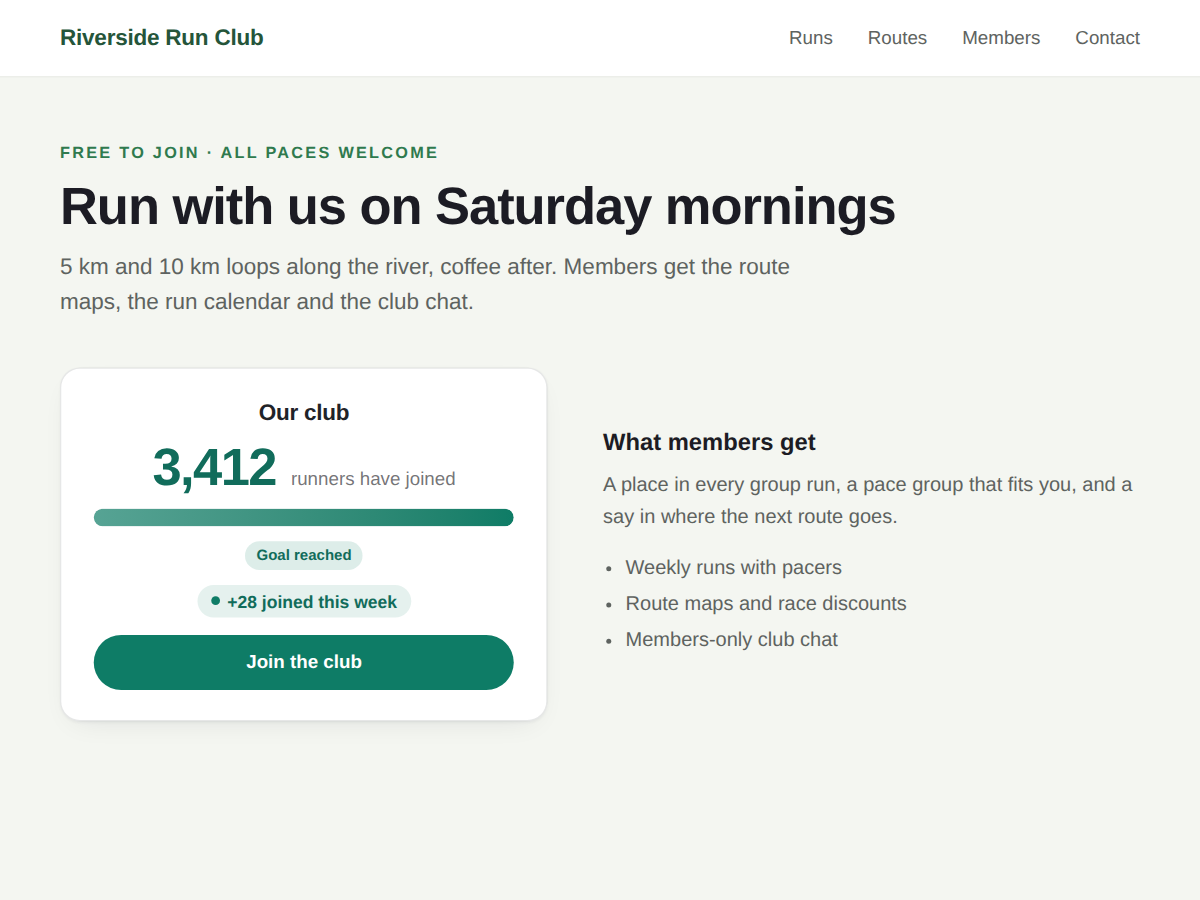 Riverside Run Club
Runs
Routes
Members
Contact
FREE TO JOIN · ALL PACES WELCOME
Run with us on Saturday mornings
5 km and 10 km loops along the river, coffee after. Members get the route
maps, the run calendar and the club chat.
Our club
3,412 runners have joined
Goal reached
+28 joined this week
Join the club
What members get
A place in every group run, a pace group that fits you, and a
say in where the next route goes.
• Weekly runs with pacers
• Route maps and race discounts
• Members-only club chat